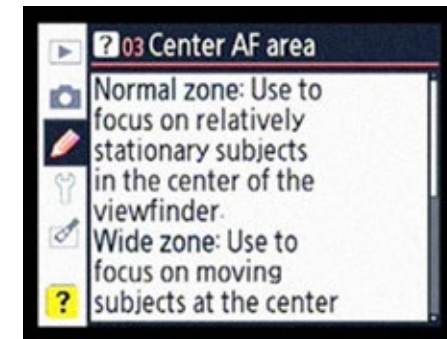 ? 03 Center AF area
Normal zone: Use to
focus on relatively
stationary subjects
in the center of the
viewfinder.
Wide zone: Use to
focus on moving
subjects at the center
?